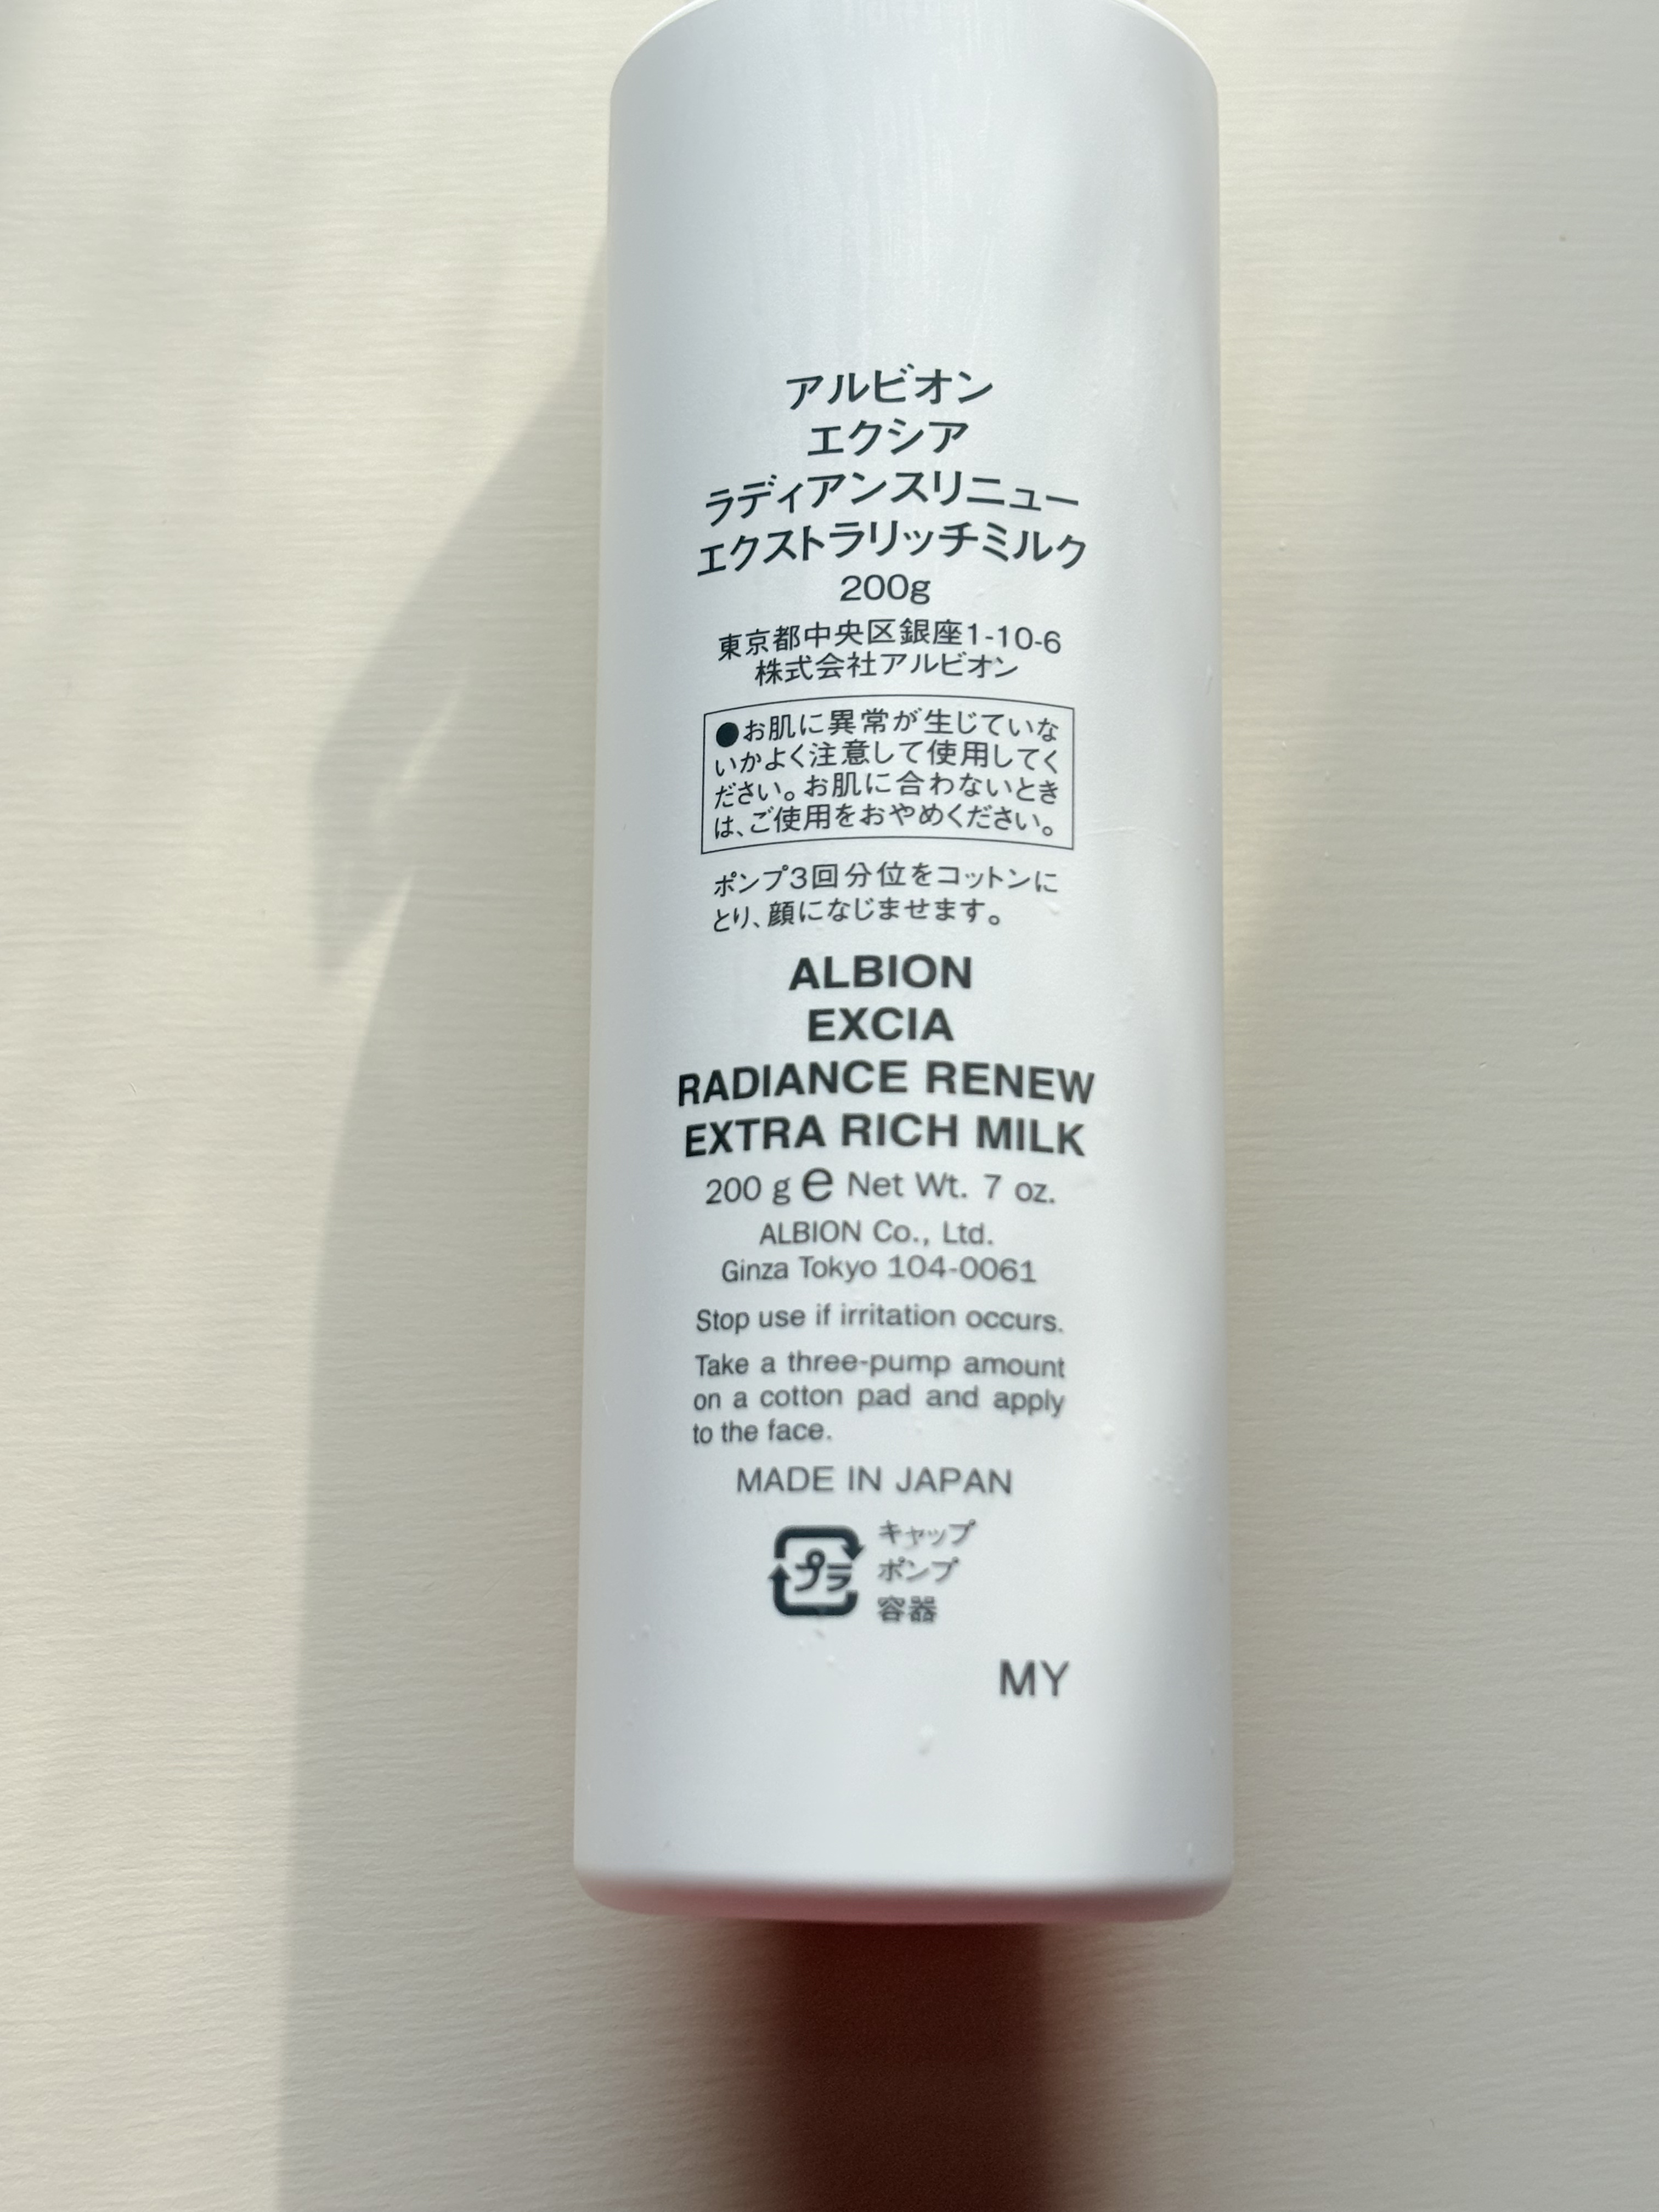 アルビオン
エクシア
ラディアンスリニュー
エクストラリッチミルク
200g
東京都中央区銀座1-10-6
株式会社アルビオン
●お肌に異常が生じていな
いかよく注意して使用してく
ださい。お肌に合わないとき
は、ご使用をおやめください。
ポンプ3回分位をコットンに
とり、顔になじませます。
ALBION
EXCIA
RADIANCE RENEW
EXTRA RICH MILK
200 g e Net Wt. 7 oz.
ALBION Co., Ltd.
Ginza Tokyo 104-0061
Stop use if irritation occurs.
Take a three-pump amount
on a cotton pad and apply
to the face.
MADE IN JAPAN
プラ
キャップ
ポンプ
容器
MY